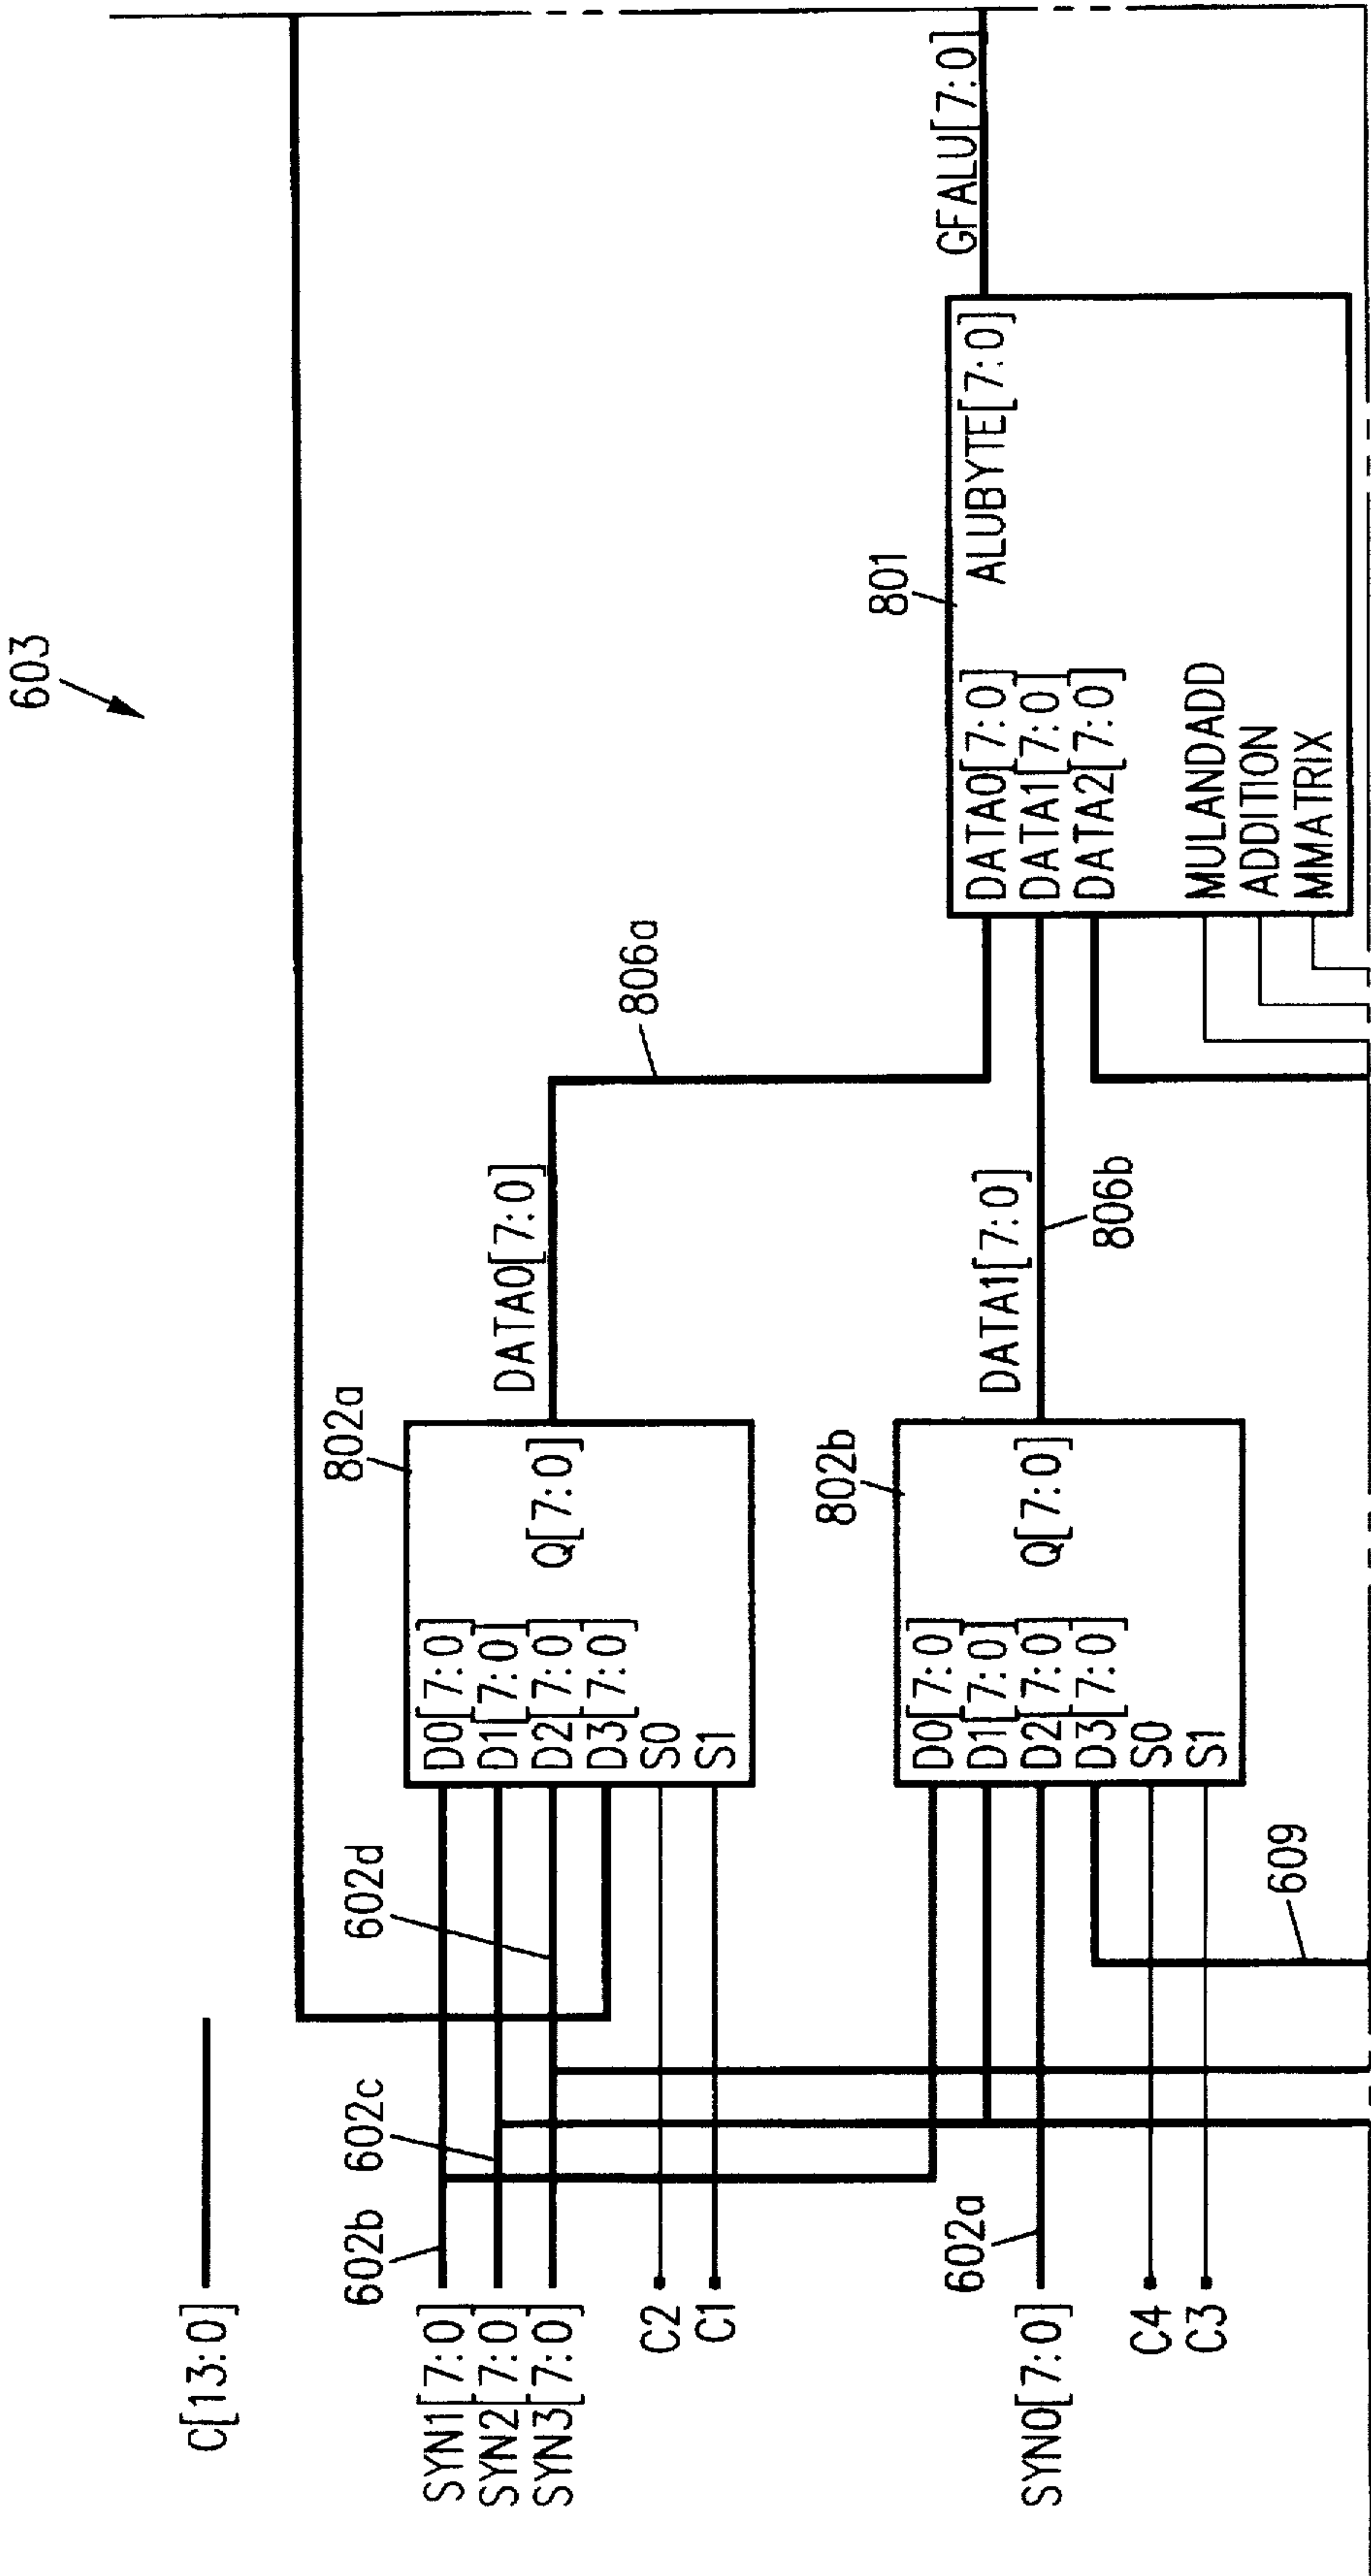 603
C[13:0]
602b
602c
602d
SYN1[7:0]
SYN2[7:0]
SYN3[7:0]
C2
C1
802a
D0[7:0]
D1[7:0]
D2[7:0]
D3[7:0]
S0
S1
Q[7:0]
DATA0[7:0]
806a
602a
SYN0[7:0]
C4
C3
609
802b
D0[7:0]
D1[7:0]
D2[7:0]
D3[7:0]
S0
S1
Q[7:0]
DATA1[7:0]
806b
801
DATA0[7:0]
DATA1[7:0]
DATA2[7:0]
MULANDADD
ADDITION
MMATRIX
ALUBYTE[7:0]
GFALU[7:0]